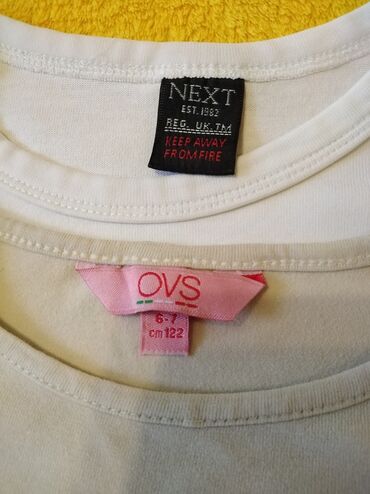 NEXT
EST. 1982
REG. UK. TM
KEEP AWAY
FROM FIRE
OVS
6-7
cm 122